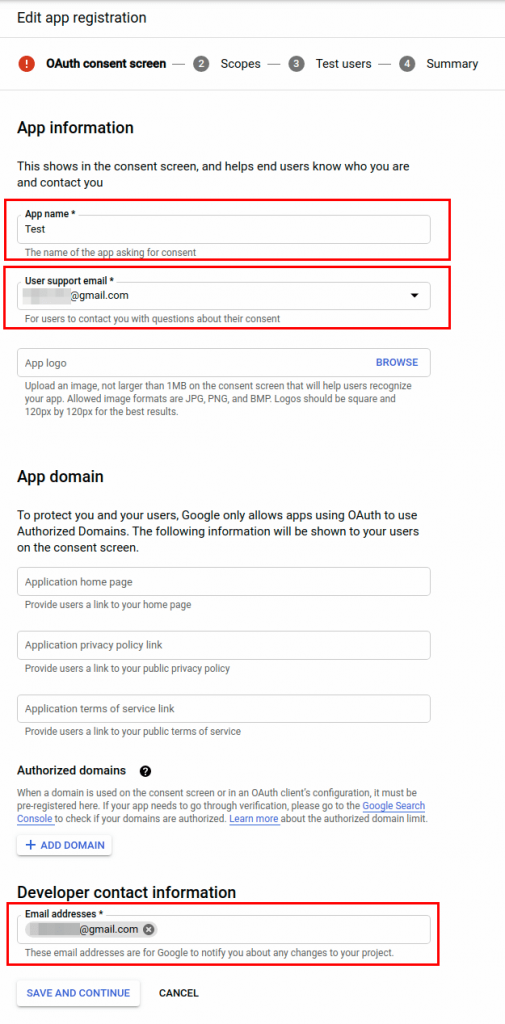 Edit app registration
! OAuth consent screen — 2 Scopes — 3 Test users — 4 Summary
App information
This shows in the consent screen, and helps end users know who you are
and contact you
App name *
Test
The name of the app asking for consent
User support email *
@gmail.com
For users to contact you with questions about their consent
App logo BROWSE
Upload an image, not larger than 1MB on the consent screen that will help users recognize
your app. Allowed image formats are JPG, PNG, and BMP. Logos should be square and
120px by 120px for the best results.
App domain
To protect you and your users, Google only allows apps using OAuth to use
Authorized Domains. The following information will be shown to your users
on the consent screen.
Application home page
Provide users a link to your home page
Application privacy policy link
Provide users a link to your public privacy policy
Application terms of service link
Provide users a link to your public terms of service
Authorized domains ?
When a domain is used on the consent screen or in an OAuth client's configuration, it must be
pre-registered here. If your app needs to go through verification, please go to the Google Search
Console to check if your domains are authorized. Learn more about the authorized domain limit.
+ ADD DOMAIN
Developer contact information
Email addresses *
@gmail.com
These email addresses are for Google to notify you about any changes to your project.
SAVE AND CONTINUE CANCEL